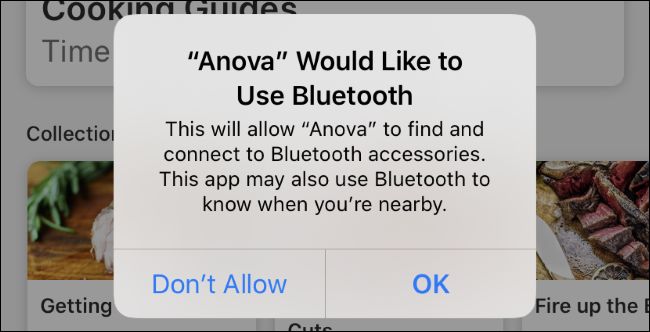 Cooking Guides
Time
“Anova” Would Like to
Use Bluetooth
This will allow “Anova” to find and
connect to Bluetooth accessories.
This app may also use Bluetooth to
know when you’re nearby.
Collection
Don’t Allow
OK
Getting
Cuts
Fire up the